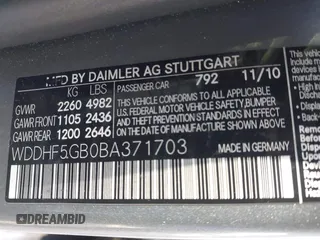 MFD BY DAIMLER AG STUTTGART
KG LBS PASSENGER CAR 792 11/10
GVWR 2260 4982 THIS VEHICLE CONFORMS TO ALL APPLICABLE
GAWR FRONT 1105 2436 U.S. FEDERAL MOTOR VEHICLE SAFETY, BUMPER
GAWR REAR 1200 2646 AND THEFT PREVENTION STANDARDS IN EFFECT ON
THE DATE OF MANUFACTURE SHOWN ABOVE.
WDDHF5GB0BA371703
MADE IN GERMANY
DREAMBID